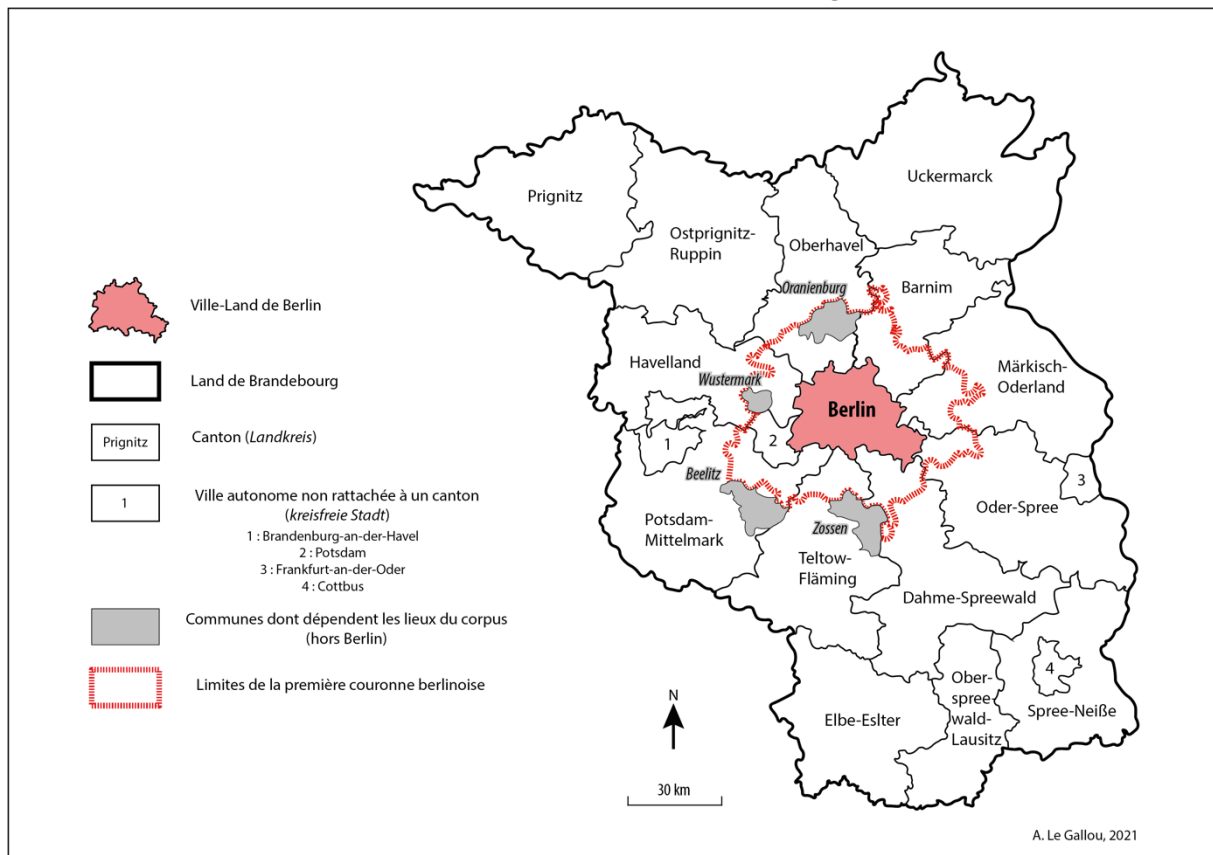 Ville-Land de Berlin
Land de Brandebourg
Prignitz
Canton (Landkreis)
1
Ville autonome non rattachée à un canton
(kreisfreie Stadt)
1 : Brandenburg-an-der-Havel
2 : Potsdam
3 : Frankfurt-an-der-Oder
4 : Cottbus
Communes dont dépendent les lieux du corpus
(hors Berlin)
Limites de la première couronne berlinoise
Prignitz
Ostprignitz-
Ruppin
Oberhavel
Uckermarck
Barnim
Oranienburg
Havelland
Wustermark
Märkisch-
Oderland
Berlin
1
2
Beelitz
3
Oder-Spree
Potsdam-
Mittelmark
Zossen
Teltow-
Fläming
Dahme-Spreewald
4
Ober-
spree
wald-
Lausitz
Spree-Neiße
Elbe-Eslter
N
30 km
A. Le Gallou, 2021